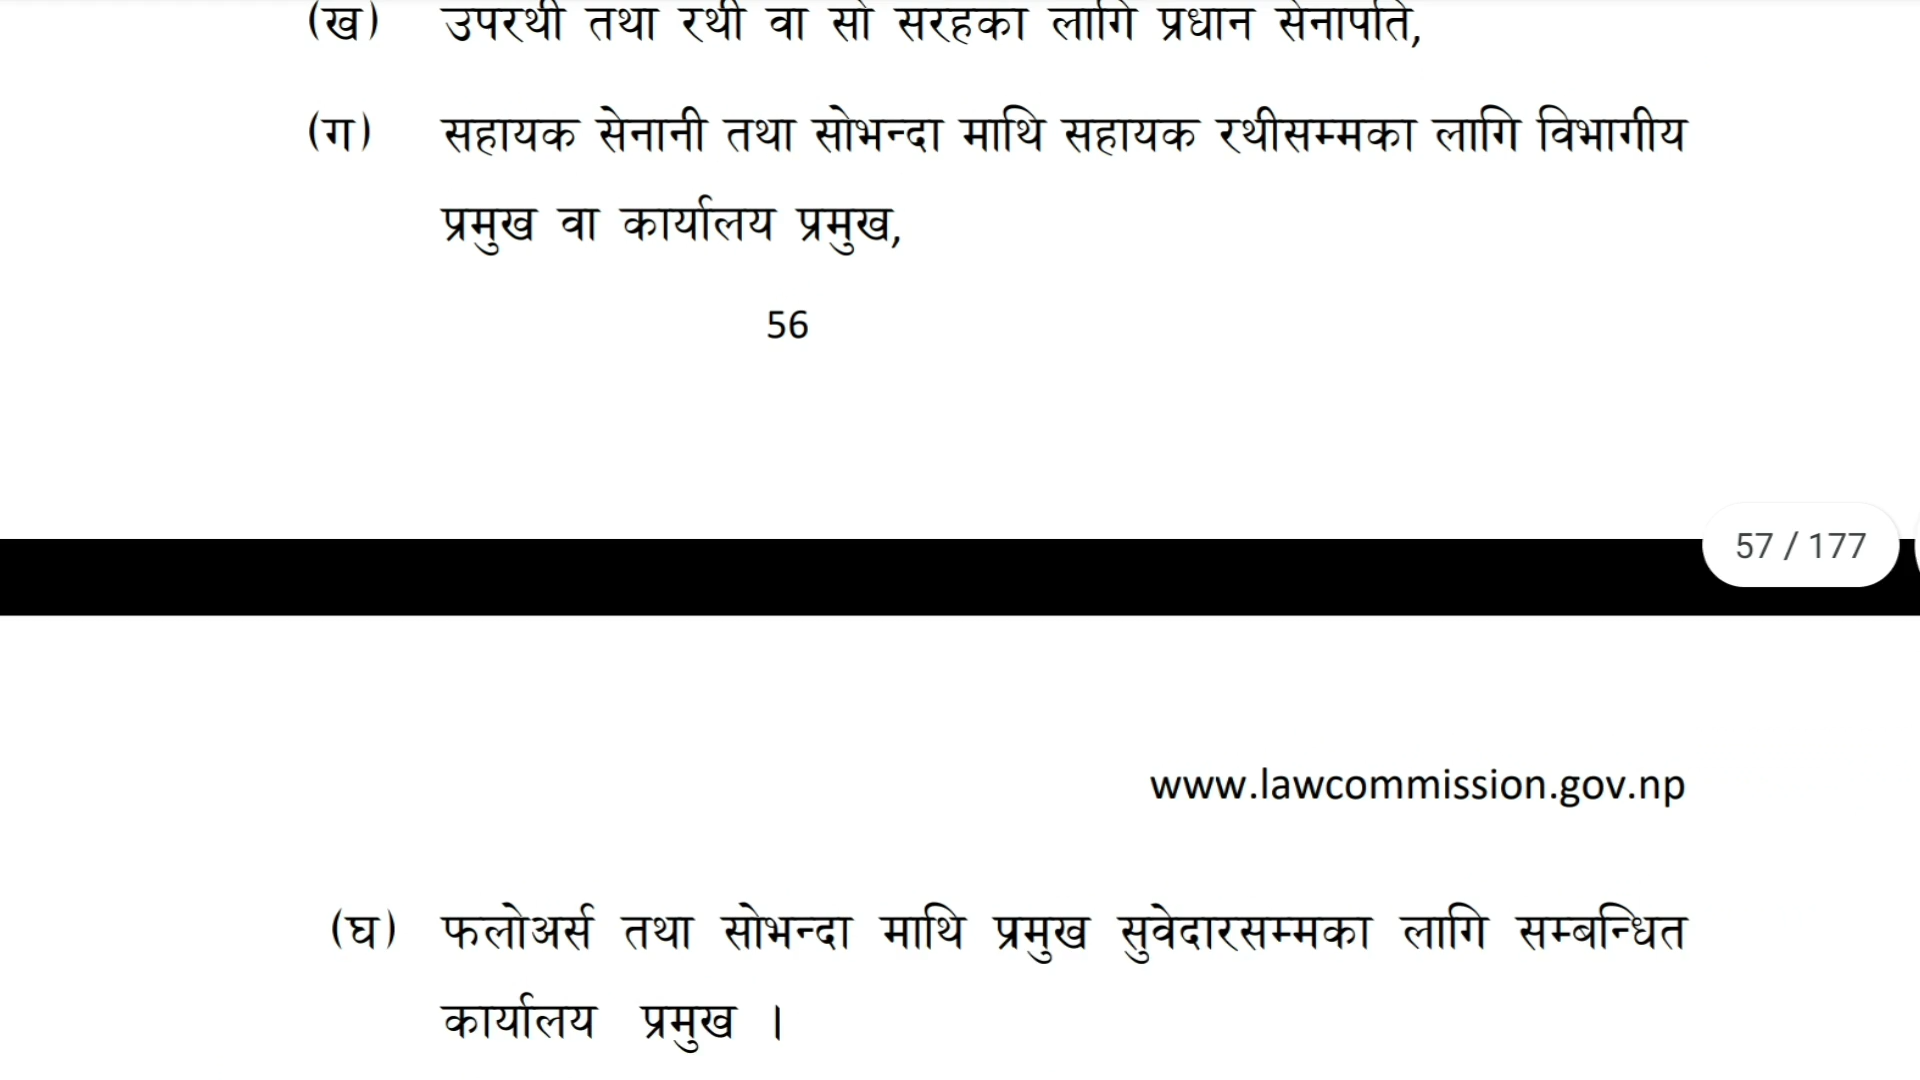 (ख) उपरथी तथा रथी वा सो सरहका लागि प्रधान सेनापति,
(ग) सहायक सेनानी तथा सोभन्दा माथि सहायक रथीसम्मका लागि विभागीय
प्रमुख वा कार्यालय प्रमुख,
56
57 / 177
www.lawcommission.gov.np
(घ) फलोअर्स तथा सोभन्दा माथि प्रमुख सुवेदारसम्मका लागि सम्बन्धित
कार्यालय प्रमुख ।